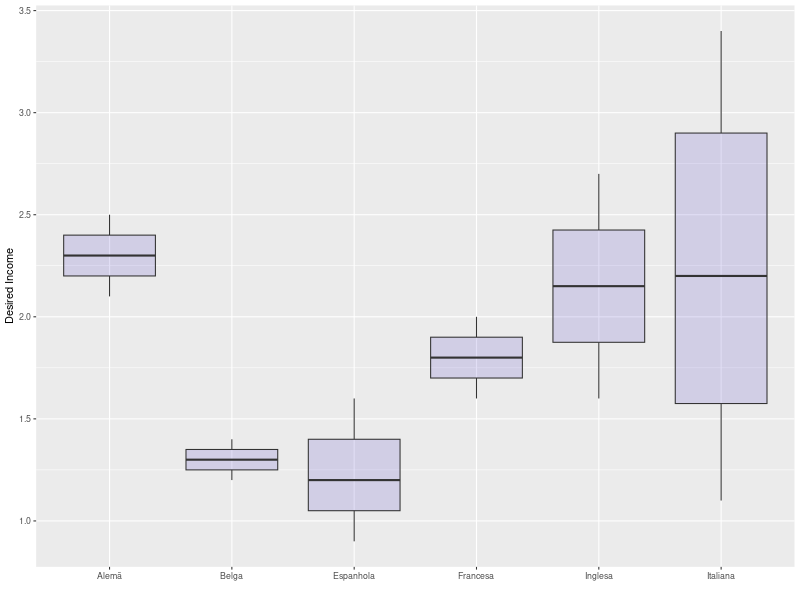 3.5
3.0
2.5
2.0
1.5
1.0
Desired Income
Alemã
Belga
Espanhola
Francesa
Inglesa
Italiana